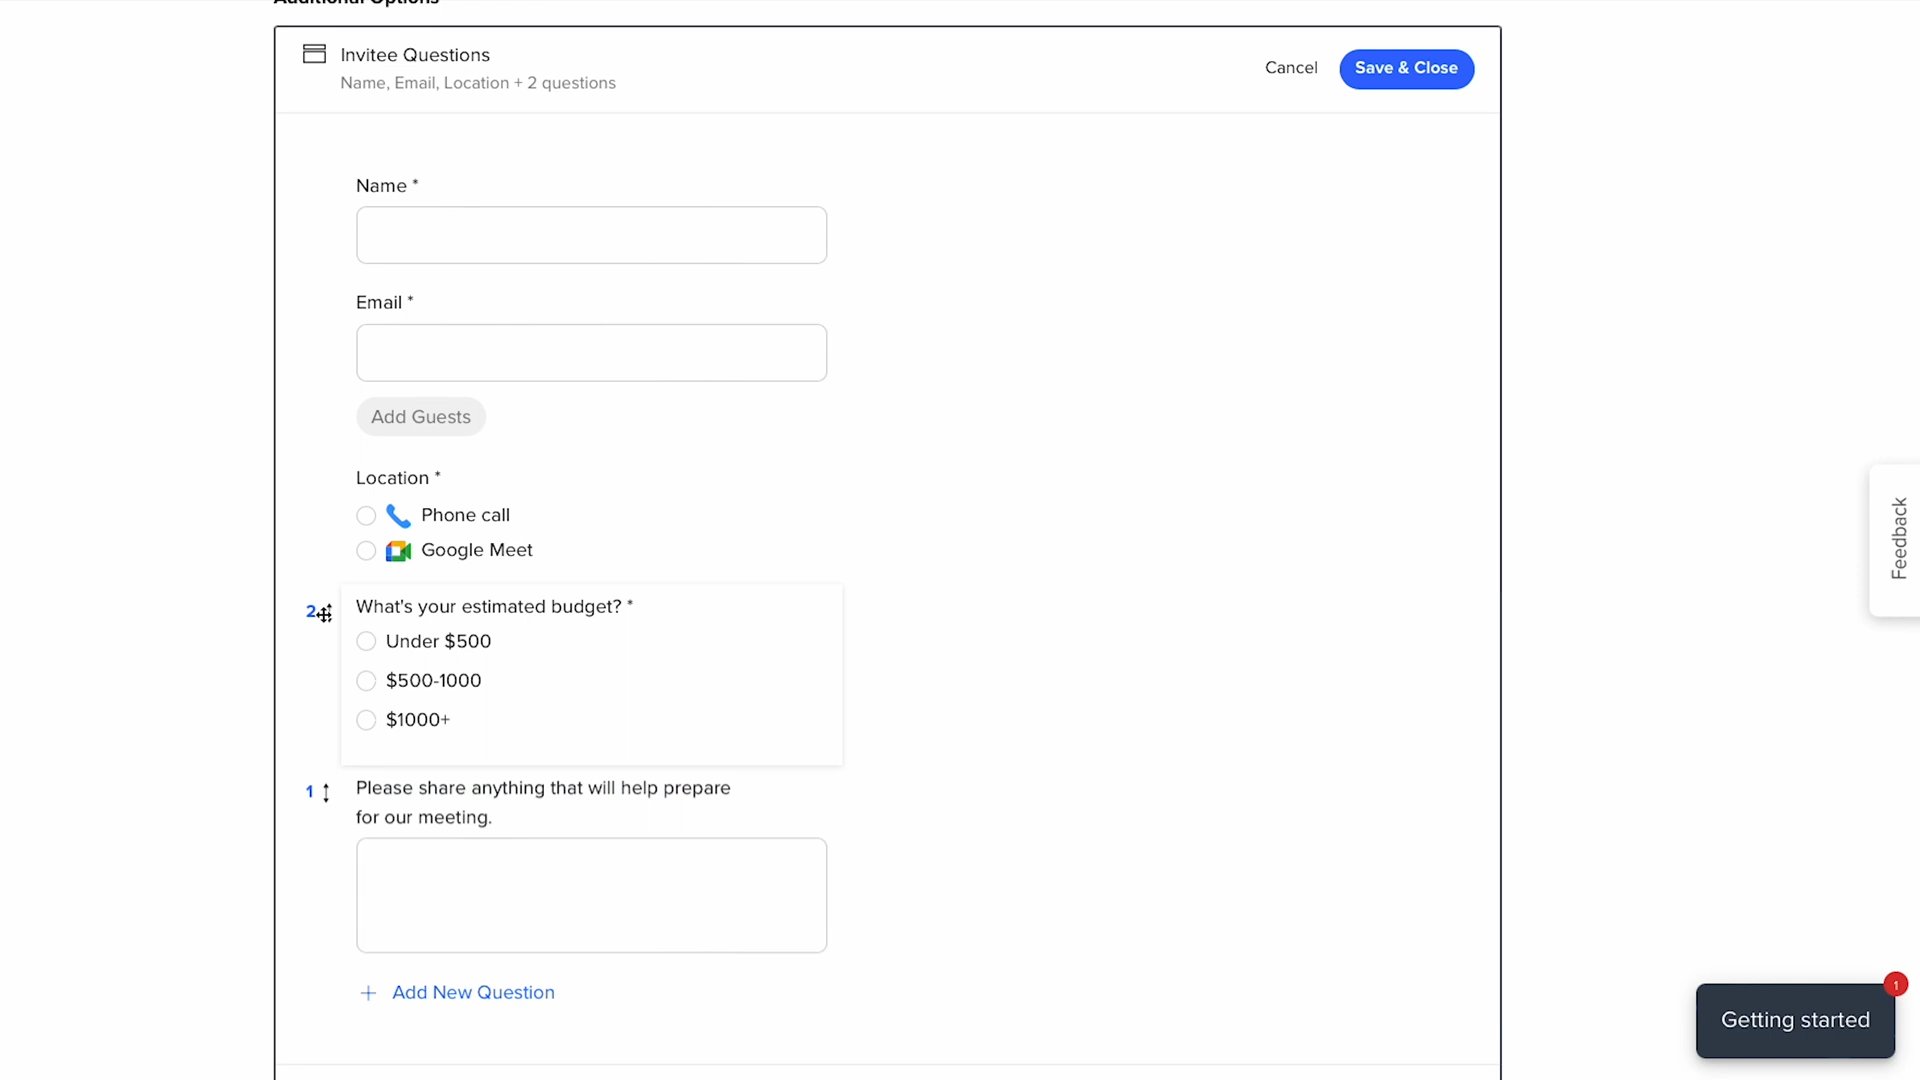 Additional Options
Invitee Questions
Name, Email, Location + 2 questions
Cancel
Save & Close
Name *
Email *
Add Guests
Location *
Phone call
Google Meet
2
What's your estimated budget? *
Under $500
$500-1000
$1000+
1
Please share anything that will help prepare
for our meeting.
+ Add New Question
Feedback
1
Getting started